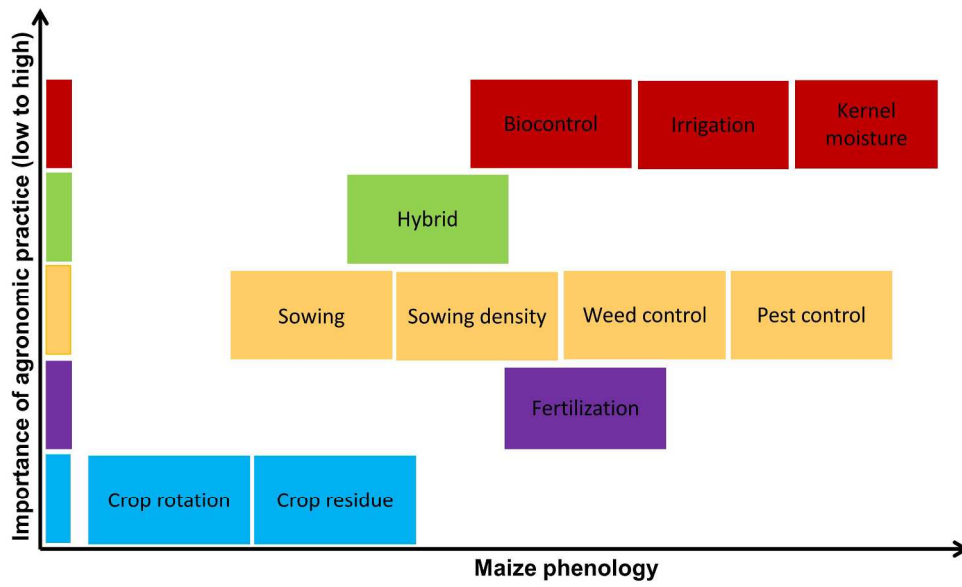 Importance of agronomic practice (low to high)
Biocontrol
Irrigation
Kernel
moisture
Hybrid
Sowing
Sowing density
Weed control
Pest control
Fertilization
Crop rotation
Crop residue
Maize phenology